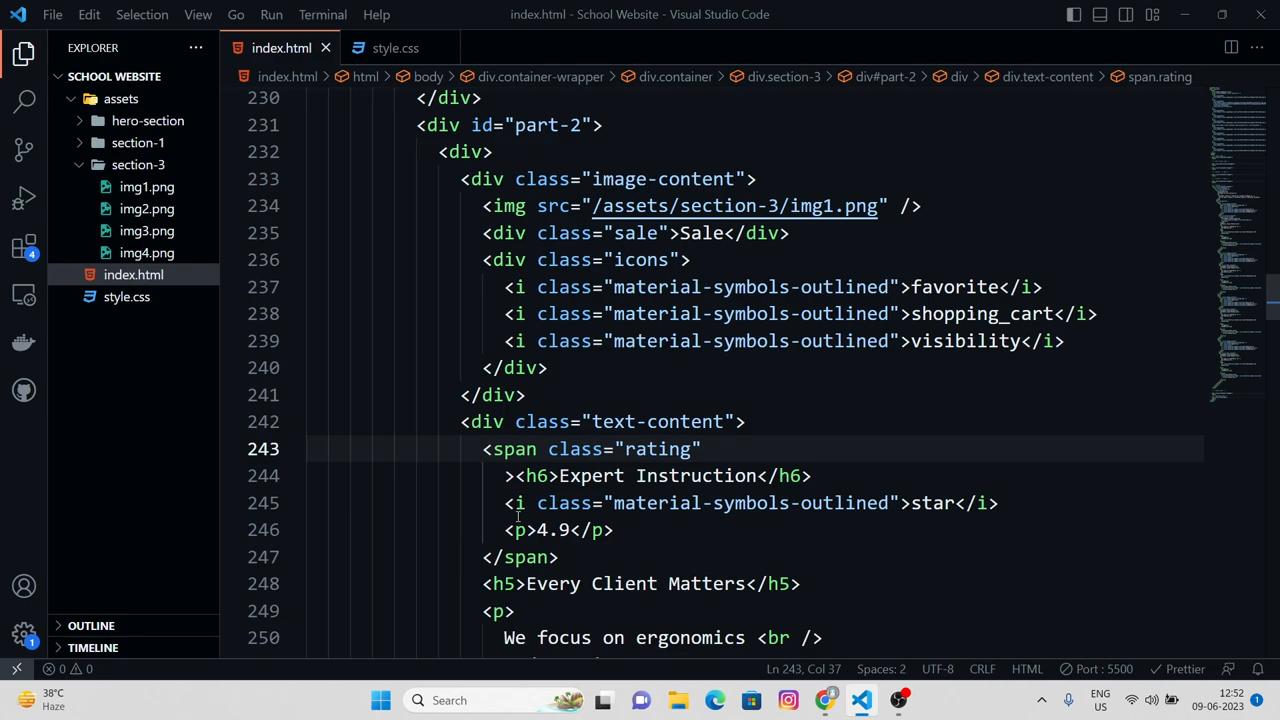 File Edit Selection View Go Run Terminal Help index.html - School Website - Visual Studio Code
EXPLORER
index.html
style.css
SCHOOL WEBSITE
index.html > html > body > div.container-wrapper > div.container > div.section-3 > div#part-2 > div > div.text-content > span.rating
assets
hero-section
section-1
section-3
img1.png
img2.png
img3.png
img4.png
index.html
style.css
OUTLINE
TIMELINE
230 </div>
231 <div id="part-2">
232 <div>
233 <div class="image-content">
234 <img src="/assets/section-3/img1.png" />
235 <div class="sale">Sale</div>
236 <div class="icons">
237 <i class="material-symbols-outlined">favorite</i>
238 <i class="material-symbols-outlined">shopping_cart</i>
239 <i class="material-symbols-outlined">visibility</i>
240 </div>
241 </div>
242 <div class="text-content">
243 <span class="rating"
244 ><h6>Expert Instruction</h6>
245 <i class="material-symbols-outlined">star</i>
246 <p>4.9</p>
247 </span>
248 <h5>Every Client Matters</h5>
249 <p>
250 We focus on ergonomics <br />
4
1
0 0 Ln 243, Col 37 Spaces: 2 UTF-8 CRLF HTML Port : 5500 Prettier
38°C
Haze
Search
ENG
US
12:52
09-06-2023
1